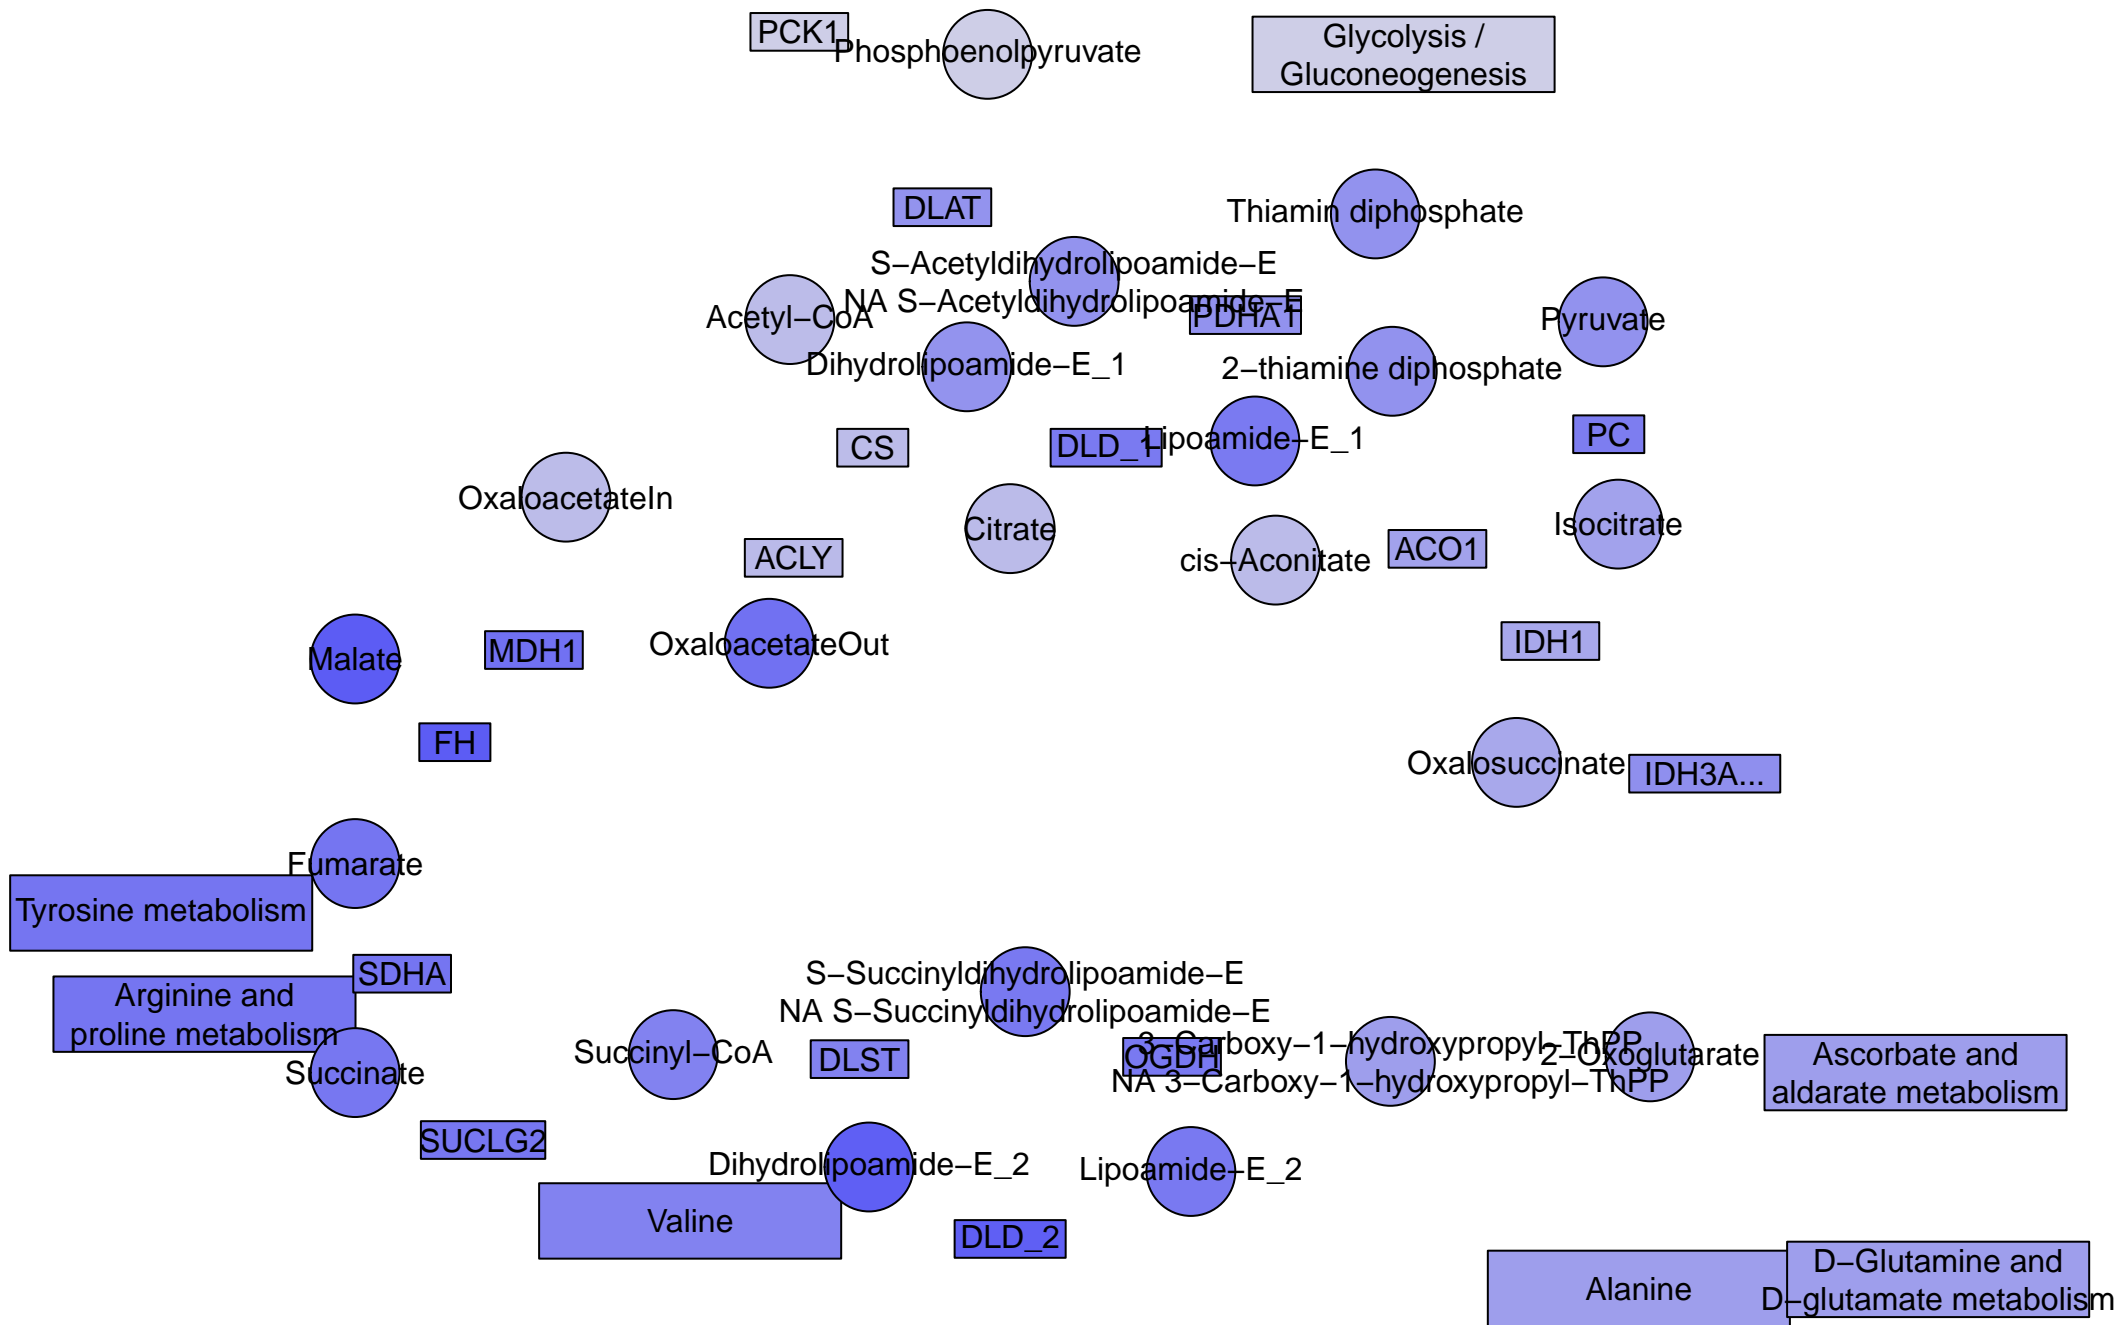 PCK1
Phosphoenolpyruvate
Glycolysis /
Gluconeogenesis
DLAT
Thiamin diphosphate
S−Acetyldihydrolipoamide−E
NA S−Acetyldihydrolipoamide−E
Acetyl−CoA
PDHA1
Pyruvate
Dihydrolipoamide−E_1
2−thiamine diphosphate
CS
DLD_1
Lipoamide−E_1
PC
OxaloacetateIn
Citrate
Isocitrate
ACLY
cis−Aconitate
ACO1
Malate
MDH1
OxaloacetateOut
IDH1
FH
Oxalosuccinate
IDH3A...
Fumarate
Tyrosine metabolism
SDHA
Arginine and
proline metabolism
S−Succinyldihydrolipoamide−E
NA S−Succinyldihydrolipoamide−E
Succinate
Succinyl−CoA
DLST
OGDH
3−Carboxy−1−hydroxypropyl−ThPP
NA 3−Carboxy−1−hydroxypropyl−ThPP
2−Oxoglutarate
Ascorbate and
aldarate metabolism
SUCLG2
Dihydrolipoamide−E_2
Lipoamide−E_2
Valine
DLD_2
Alanine
D−Glutamine and
D−glutamate metabolism